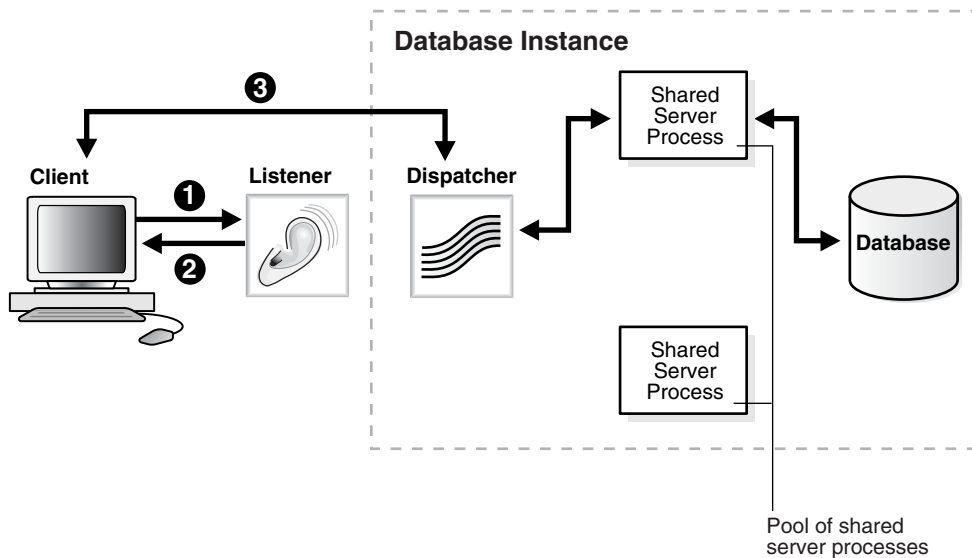 Database Instance
3
Shared
Server
Process
Client
Listener
Dispatcher
1
2
Database
Shared
Server
Process
Pool of shared
server processes